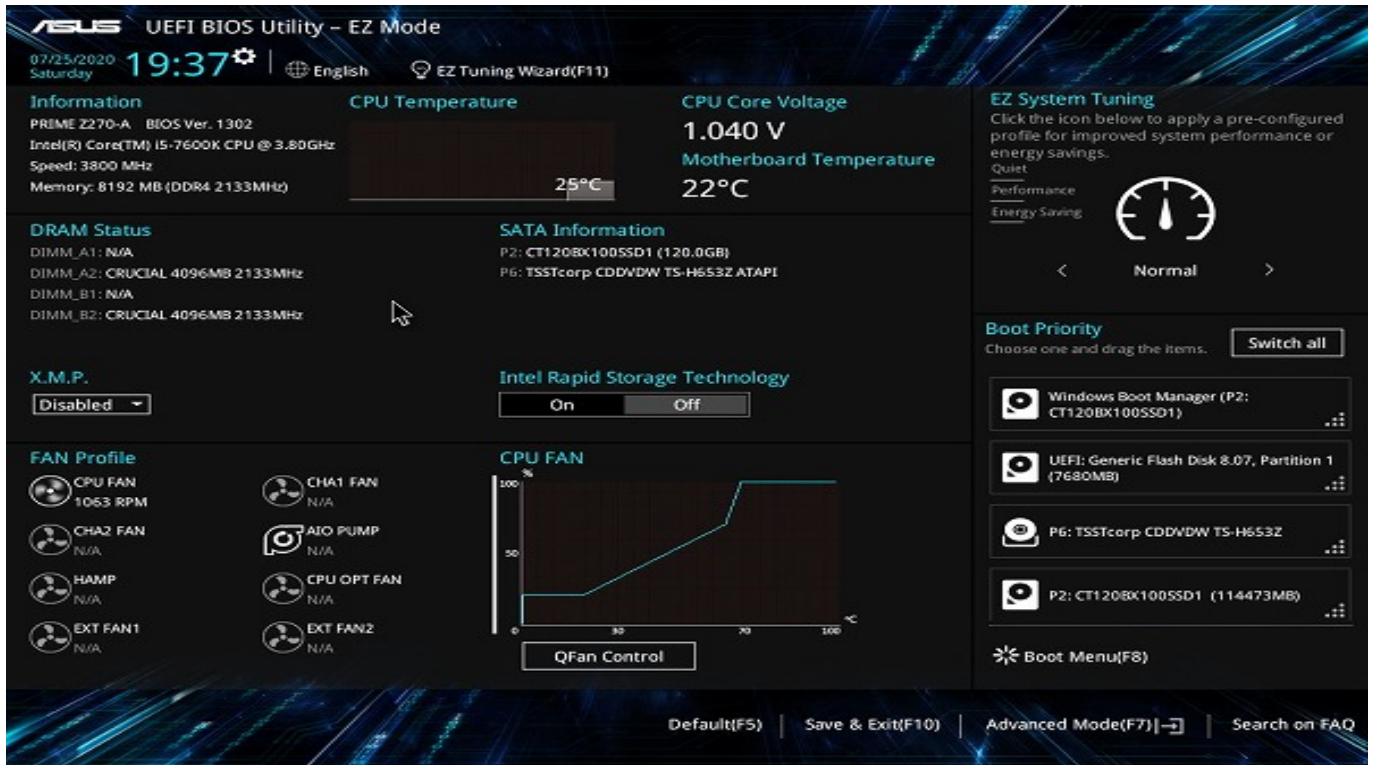 ASUS UEFI BIOS Utility – EZ Mode
07/25/2020
Saturday
19:37
English
EZ Tuning Wizard(F11)
Information
PRIME Z270-A BIOS Ver. 1302
Intel(R) Core(TM) i5-7600K CPU @ 3.80GHz
Speed: 3800 MHz
Memory: 8192 MB (DDR4 2133MHz)
CPU Temperature
25°C
CPU Core Voltage
1.040 V
Motherboard Temperature
22°C
EZ System Tuning
Click the icon below to apply a pre-configured
profile for improved system performance or
energy savings.
Quiet
Performance
Energy Saving
< Normal >
DRAM Status
DIMM_A1: N/A
DIMM_A2: CRUCIAL 4096MB 2133MHz
DIMM_B1: N/A
DIMM_B2: CRUCIAL 4096MB 2133MHz
SATA Information
P2: CT120BX100SSD1 (120.0GB)
P6: TSSTcorp CDDVDW TS-H653Z ATAPI
X.M.P.
Disabled
Intel Rapid Storage Technology
On Off
Boot Priority
Choose one and drag the items.
Switch all
Windows Boot Manager (P2:
CT120BX100SSD1)
UEFI: Generic Flash Disk 8.07, Partition 1
(7680MB)
P6: TSSTcorp CDDVDW TS-H653Z
P2: CT120BX100SSD1 (114473MB)
Boot Menu(F8)
FAN Profile
CPU FAN
1063 RPM
CHA1 FAN
N/A
CHA2 FAN
N/A
AIO PUMP
N/A
HAMP
N/A
CPU OPT FAN
N/A
EXT FAN1
N/A
EXT FAN2
N/A
CPU FAN
%
100
50
0 30 70 100
°C
QFan Control
Default(F5) | Save & Exit(F10) | Advanced Mode(F7) | Search on FAQ